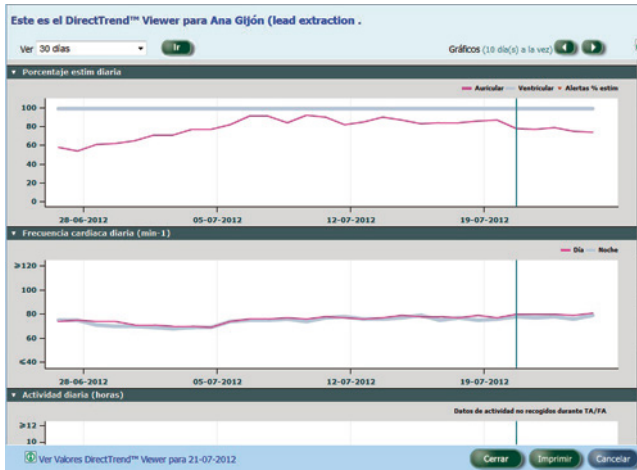 Este es el DirectTrend™ Viewer para Ana Gijón (lead extraction .
Ver 30 días Ir Gráficos (10 día(s) a la vez)
Porcentaje estim diaria
Auricular Ventricular Alertas % estim
100
80
60
40
20
0
28-06-2012 05-07-2012 12-07-2012 19-07-2012
Frecuencia cardiaca diaria (min-1)
Día Noche
≥120
100
80
60
≤40
28-06-2012 05-07-2012 12-07-2012 19-07-2012
Actividad diaria (horas)
Datos de actividad no recogidos durante TA/FA
≥12
10
Ver Valores DirectTrend™ Viewer para 21-07-2012 Cerrar Imprimir Cancelar